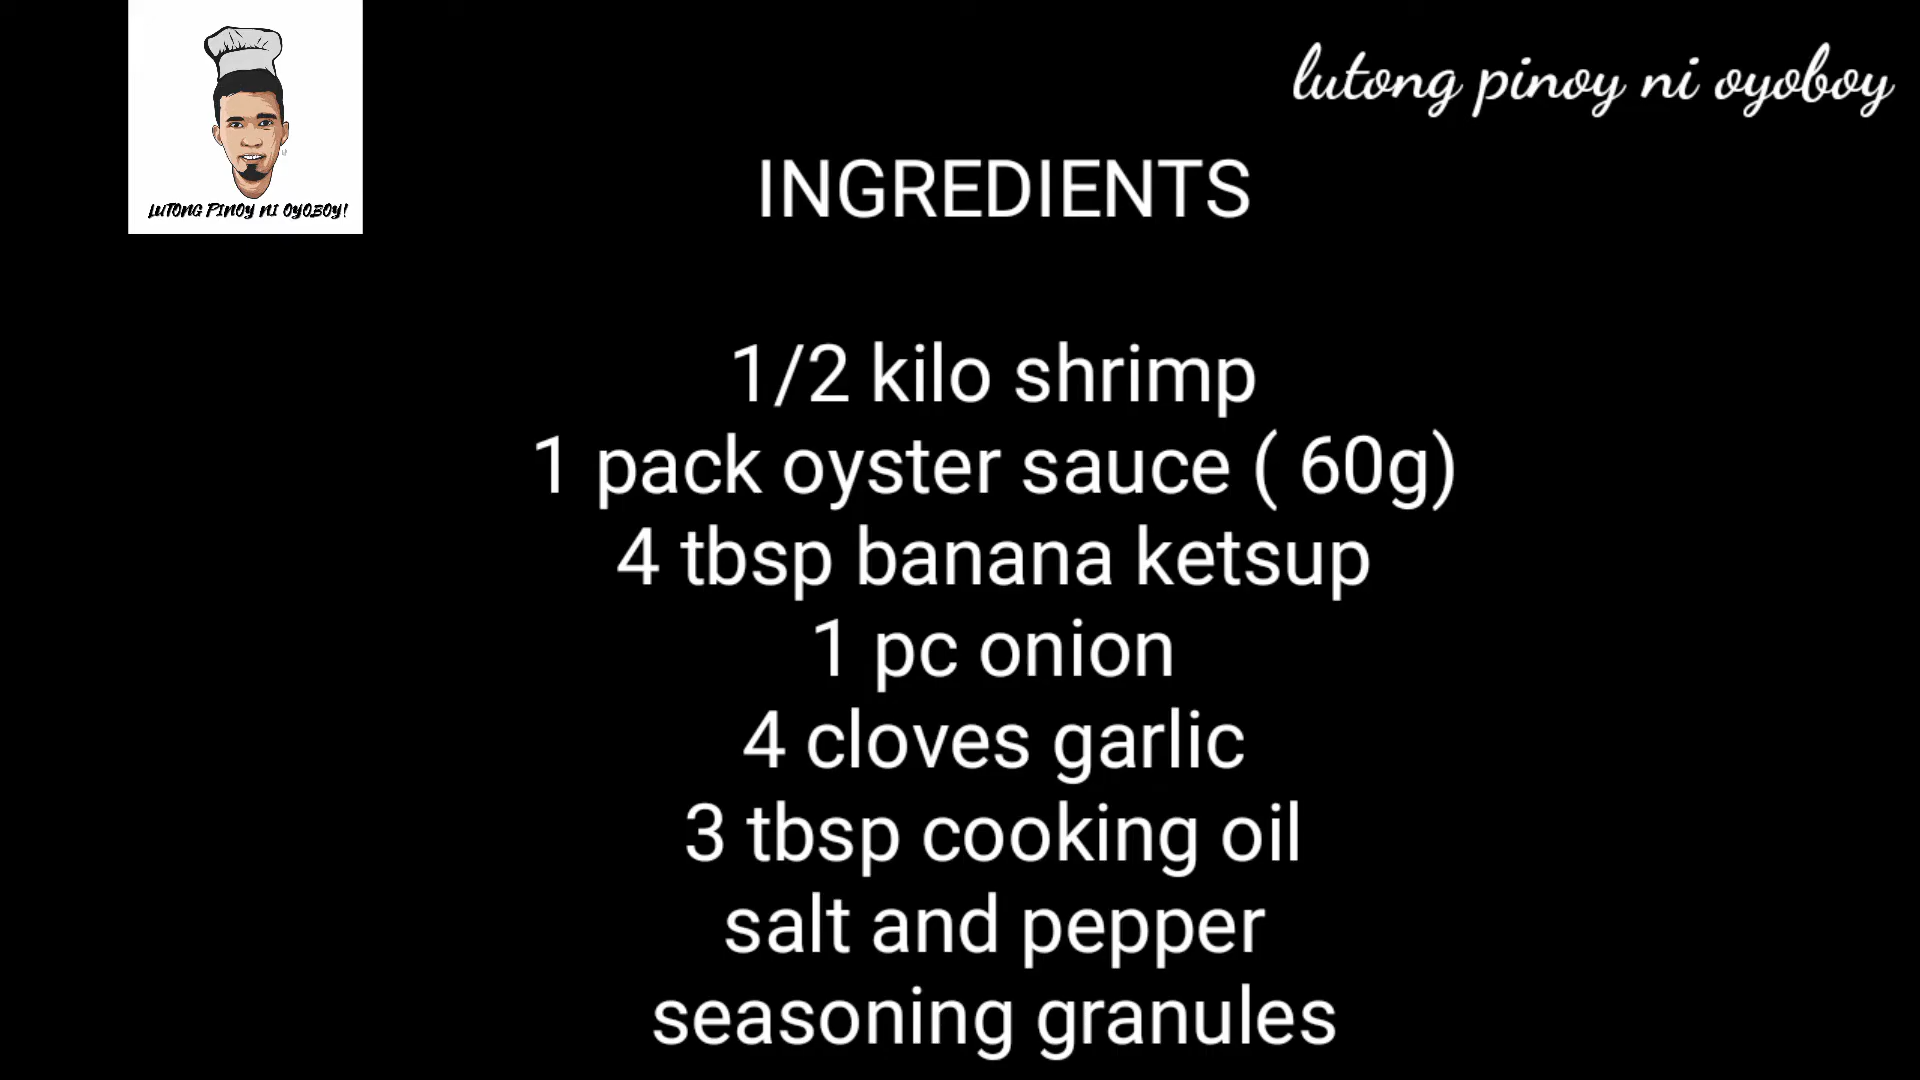 lutong pinoy ni oyoboy
LUTONG PINOY NI OYOBOY!
INGREDIENTS
1/2 kilo shrimp
1 pack oyster sauce ( 60g)
4 tbsp banana ketsup
1 pc onion
4 cloves garlic
3 tbsp cooking oil
salt and pepper
seasoning granules